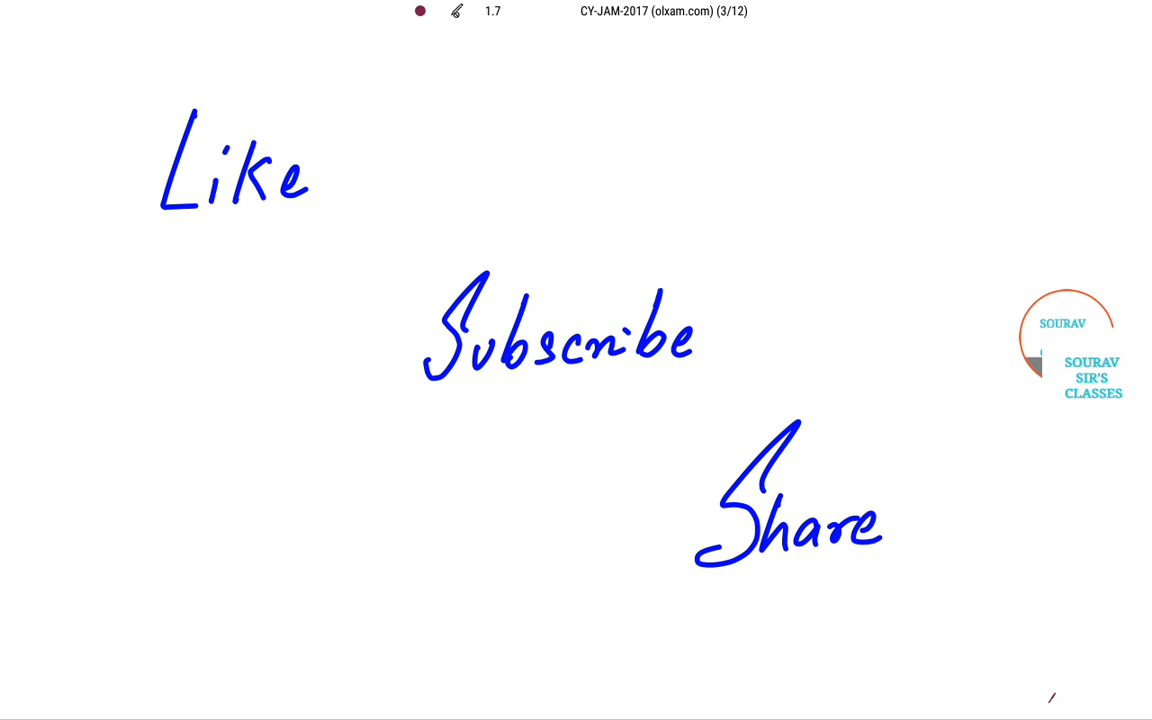 1.7 CY-JAM-2017 (olxam.com) (3/12)
Like
Subscribe
SOURAV
SOURAV
SIR'S
CLASSES
Share